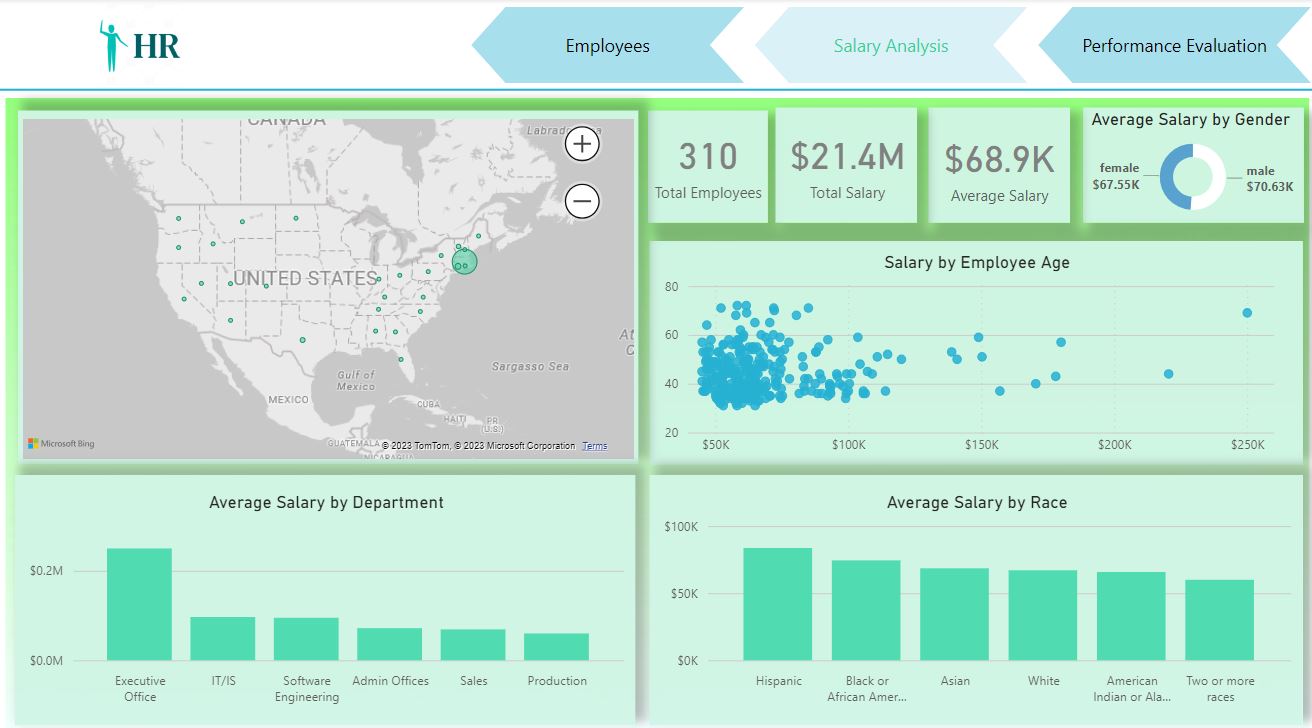 HR
Employees
Salary Analysis
Performance Evaluation
CANADA
UNITED STATES
Gulf of
Mexico
MEXICO
Sargasso Sea
CUBA
HAITI
PR
(U.S.)
GUATEMALA
NICARAGUA
Microsoft Bing
© 2023 TomTom, © 2023 Microsoft Corporation Terms
310
Total Employees
$21.4M
Total Salary
$68.9K
Average Salary
Average Salary by Gender
female
$67.55K
male
$70.63K
Salary by Employee Age
80
60
40
20
$50K
$100K
$150K
$200K
$250K
Average Salary by Department
$0.2M
$0.0M
Executive
Office
IT/IS
Software
Engineering
Admin Offices
Sales
Production
Average Salary by Race
$100K
$50K
$0K
Hispanic
Black or
African Amer...
Asian
White
American
Indian or Ala...
Two or more
races